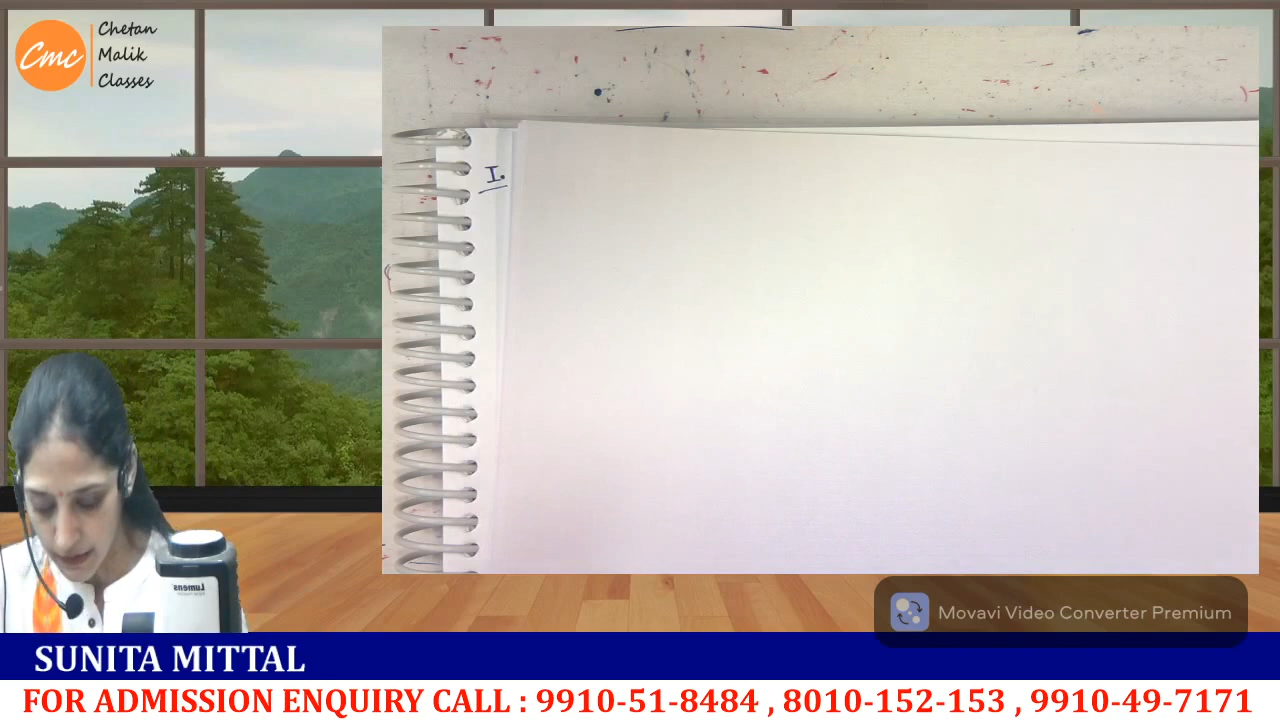 cmc
Chetan
Malik
Classes
I.
Lumens
Movavi Video Converter Premium
SUNITA MITTAL
FOR ADMISSION ENQUIRY CALL : 9910-51-8484 , 8010-152-153 , 9910-49-7171